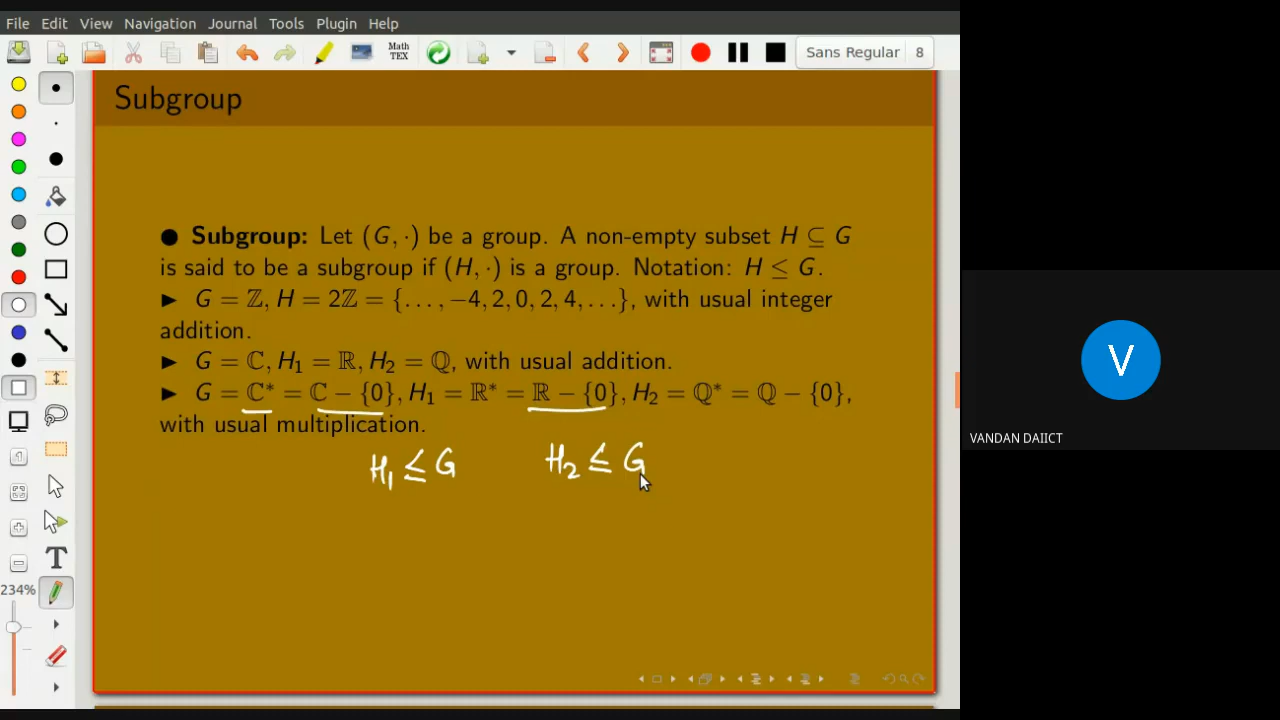 File Edit View Navigation Journal Tools Plugin Help
Math TEX Sans Regular 8
Subgroup
● Subgroup: Let (G, ·) be a group. A non-empty subset H ⊆ G
is said to be a subgroup if (H, ·) is a group. Notation: H ≤ G.
► G = ℤ, H = 2ℤ = {. . . , −4, 2, 0, 2, 4, . . .}, with usual integer
addition.
► G = ℂ, H₁ = ℝ, H₂ = ℚ, with usual addition.
► G = ℂ* = ℂ − {0}, H₁ = ℝ* = ℝ − {0}, H₂ = ℚ* = ℚ − {0},
with usual multiplication.
H₁ ≤ G H₂ ≤ G
234%
T
V
VANDAN DAIICT